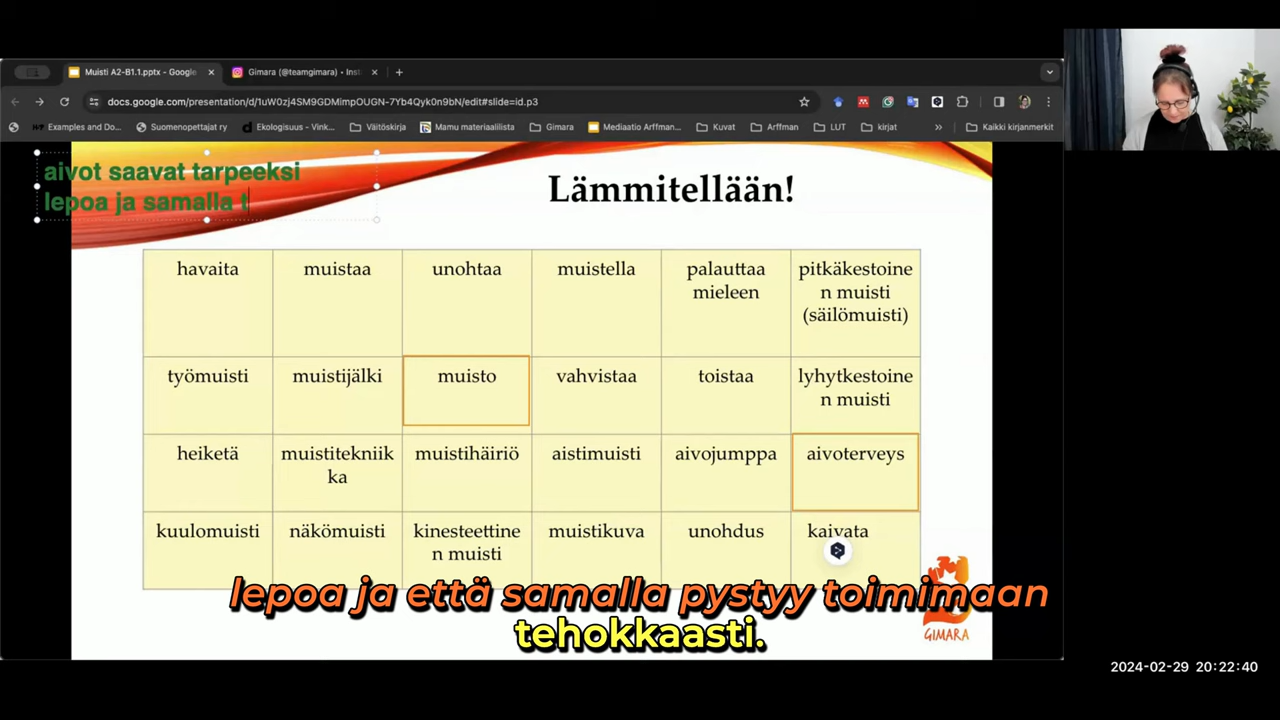 Muisti A2-B1.1.pptx - Google
Gimara (@teamgimara) • Inst
docs.google.com/presentation/d/1uW0zj4SM9GDMimpOUGN-7Yb4Qyk0n9bN/edit#slide=id.p3
Examples and Do...
Suomenopettajat ry
Ekologisuus - Vink...
Väitöskirja
Mamu materiaalilista
Gimara
Mediaatio Arffman...
Kuvat
Arffman
LUT
kirjat
»
Kaikki kirjanmerkit
aivot saavat tarpeeksi
lepoa ja samalla t
Lämmitellään!
havaita
muistaa
unohtaa
muistella
palauttaa
mieleen
pitkäkestoine
n muisti
(säilömuisti)
työmuisti
muistijälki
muisto
vahvistaa
toistaa
lyhytkestoine
n muisti
heiketä
muistitekniik
ka
muistihäiriö
aistimuisti
aivojumppa
aivoterveys
kuulomuisti
näkömuisti
kinesteettine
n muisti
muistikuva
unohdus
kaivata
lepoa ja että samalla pystyy toimimaan
tehokkaasti.
GIMARA
2024-02-29 20:22:40